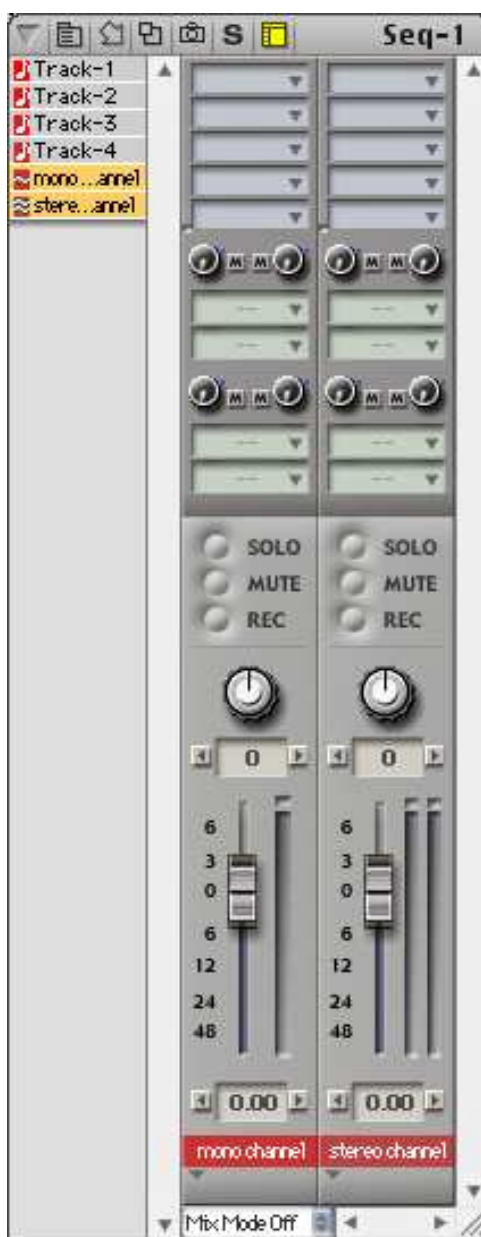 S Seq-1
Track-1
Track-2
Track-3
Track-4
mono...annel
stere...annel
M M M M
-- --
-- --
M M M M
-- --
-- --
SOLO SOLO
MUTE MUTE
REC REC
0 0
6 6
3 3
0 0
6 6
12 12
24 24
48 48
0.00 0.00
mono channel stereo channel
Mix Mode Off